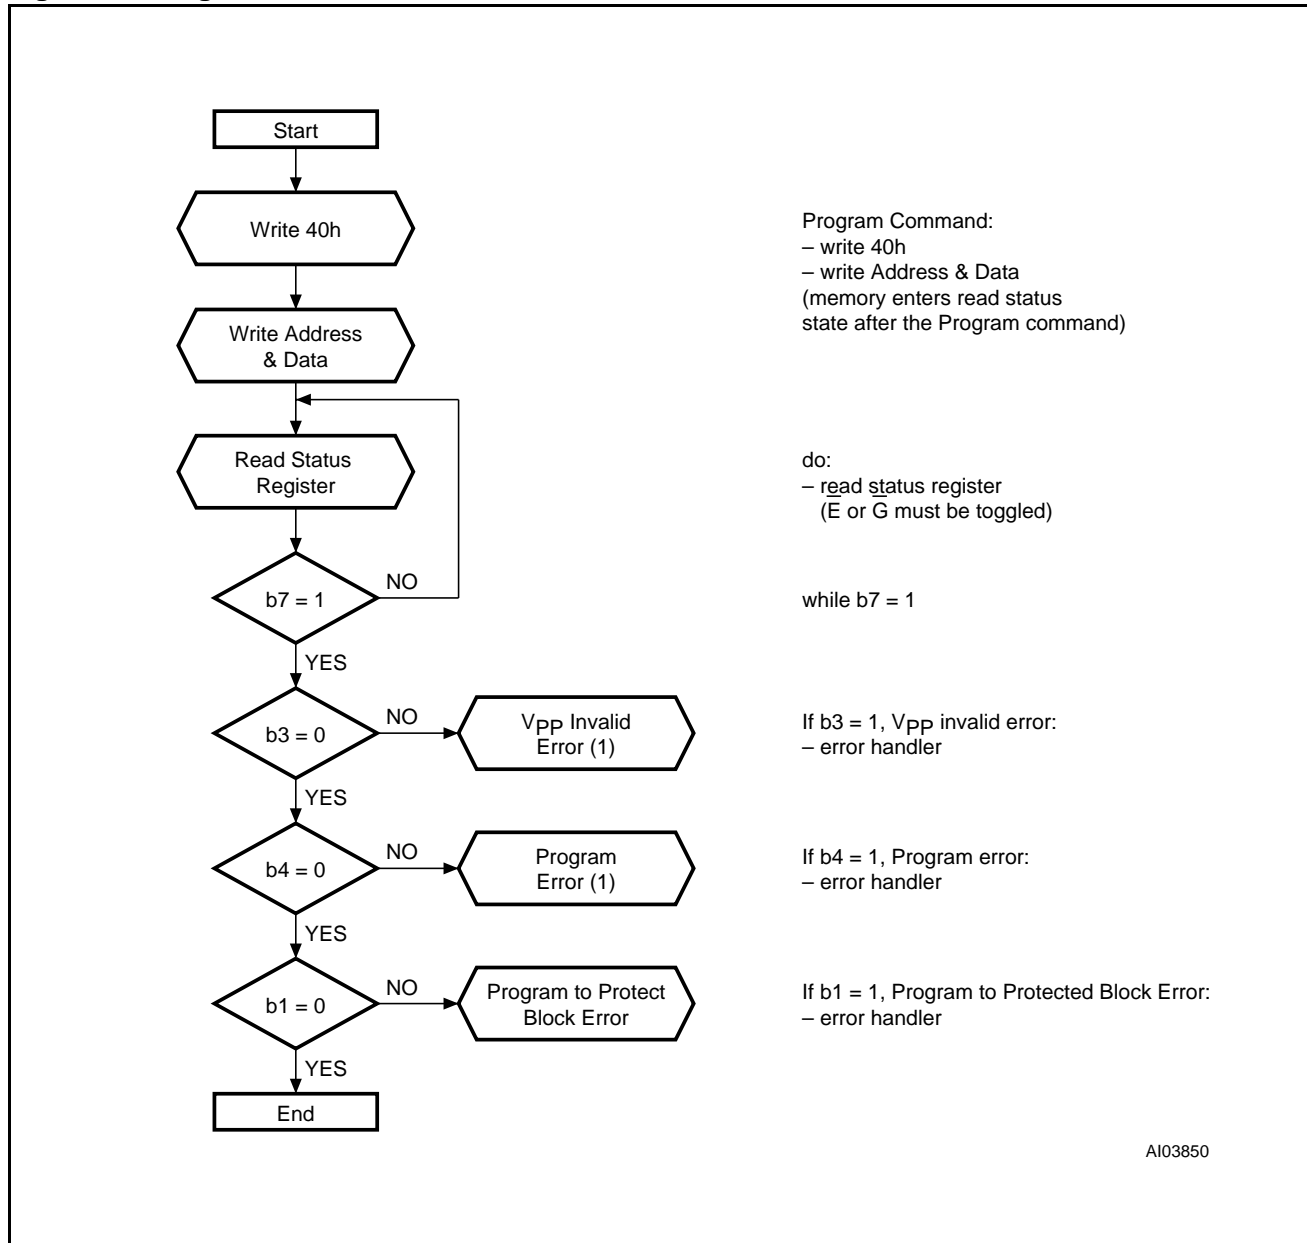 Start
Write 40h
Program Command:
– write 40h
– write Address & Data
(memory enters read status
state after the Program command)
Write Address
& Data
Read Status
Register
do:
– read status register
(E̅ or G̅ must be toggled)
b7 = 1
NO
while b7 = 1
YES
b3 = 0
NO
VPP Invalid
Error (1)
If b3 = 1, VPP invalid error:
– error handler
YES
b4 = 0
NO
Program
Error (1)
If b4 = 1, Program error:
– error handler
YES
b1 = 0
NO
Program to Protect
Block Error
If b1 = 1, Program to Protected Block Error:
– error handler
YES
End
AI03850